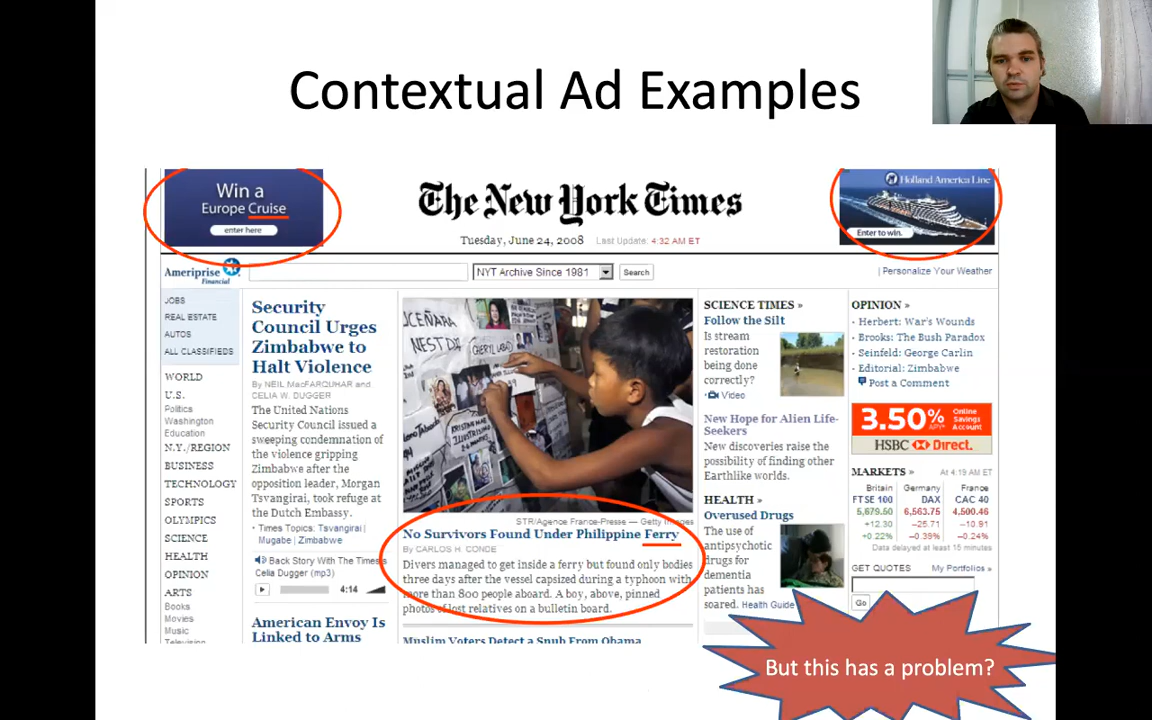 Contextual Ad Examples
Win a
Europe Cruise
enter here
The New York Times
Tuesday, June 24, 2008 Last Update: 4:32 AM ET
Holland America Line
Enter to win.
Ameriprise
Financial
NYT Archive Since 1981
Search
| Personalize Your Weather
JOBS
REAL ESTATE
AUTOS
ALL CLASSIFIEDS
WORLD
U.S.
Politics
Washington
Education
N.Y./REGION
BUSINESS
TECHNOLOGY
SPORTS
OLYMPICS
SCIENCE
HEALTH
OPINION
ARTS
Books
Movies
Music
Television
Security
Council Urges
Zimbabwe to
Halt Violence
By NEIL MacFARQUHAR and
CELIA W. DUGGER
The United Nations
Security Council issued a
sweeping condemnation of
the violence gripping
Zimbabwe after the
opposition leader, Morgan
Tsvangirai, took refuge at
the Dutch Embassy.
· Times Topics: Tsvangirai |
Mugabe | Zimbabwe
Back Story With The Times's
Celia Dugger (mp3)
4:14
American Envoy Is
Linked to Arms
NEST
CHERYL
STR/Agence France-Presse — Getty Images
No Survivors Found Under Philippine Ferry
By CARLOS H. CONDE
Divers managed to get inside a ferry but found only bodies
three days after the vessel capsized during a typhoon with
more than 800 people aboard. A boy, above, pinned
photos of lost relatives on a bulletin board.
Muslim Voters Detect a Snub From Obama
SCIENCE TIMES »
Follow the Silt
Is stream
restoration
being done
correctly?
· Video
New Hope for Alien Life-
Seekers
New discoveries raise the
possibility of finding other
Earthlike worlds.
HEALTH »
Overused Drugs
The use of
antipsychotic
drugs for
dementia
patients has
soared. Health Guide
OPINION »
· Herbert: War's Wounds
· Brooks: The Bush Paradox
· Seinfeld: George Carlin
· Editorial: Zimbabwe
Post a Comment
3.50% APY Online
Savings
Account
HSBC Direct.
MARKETS » At 4:19 AM ET
Britain Germany France
FTSE 100 DAX CAC 40
5,679.50 6,563.75 4,500.46
+12.30 –25.71 –10.91
+0.22% –0.39% –0.24%
Data delayed at least 15 minutes
GET QUOTES My Portfolios »
Go
But this has a problem?